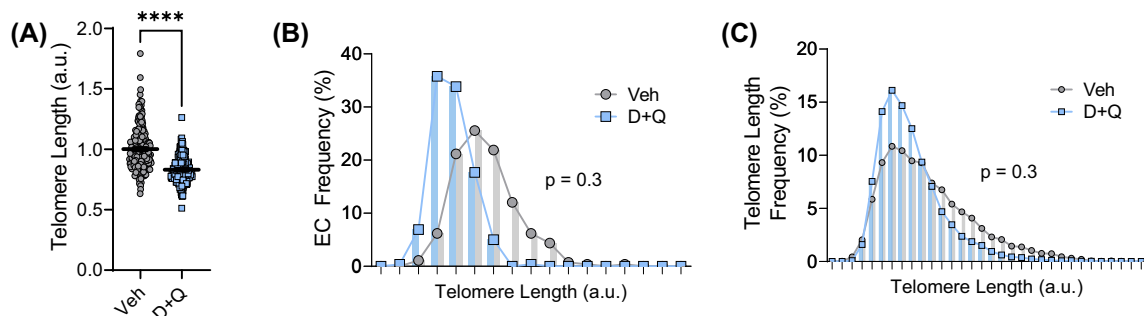 (A)
****
Telomere Length (a.u.)
2.0
1.5
1.0
0.5
0.0
Veh
D+Q
(B)
EC Frequency (%)
40
30
20
10
0
Veh
D+Q
p = 0.3
Telomere Length (a.u.)
(C)
Telomere Length
Frequency (%)
20
15
10
5
0
Veh
D+Q
p = 0.3
Telomere Length (a.u.)